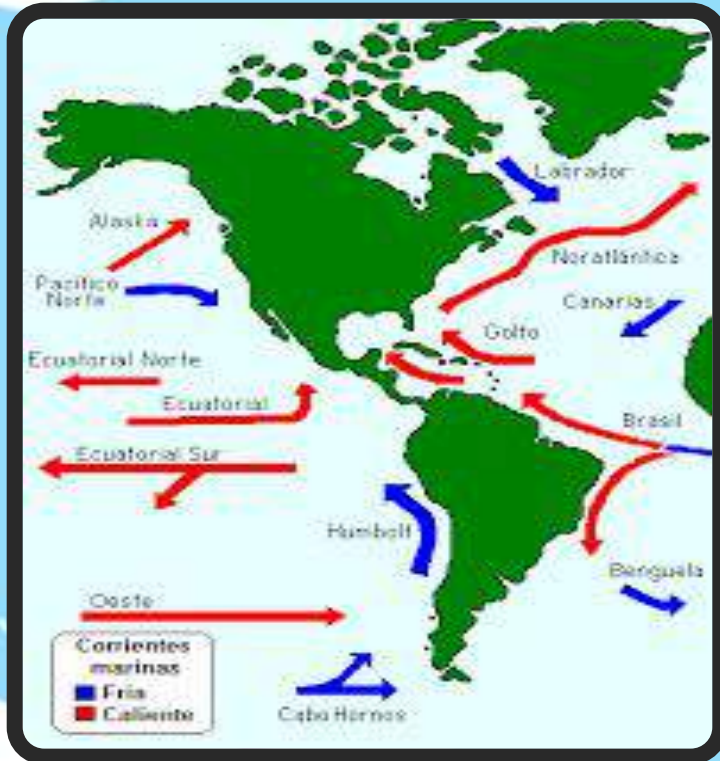 Labrador
Alaska
Noratlántica
Pacífico
Norte
Canarias
Golfo
Ecuatorial Norte
Ecuatorial
Brasil
Ecuatorial Sur
Humbolt
Benguela
Oeste
Corrientes
marinas
Fría
Caliente
Cabo Hornos